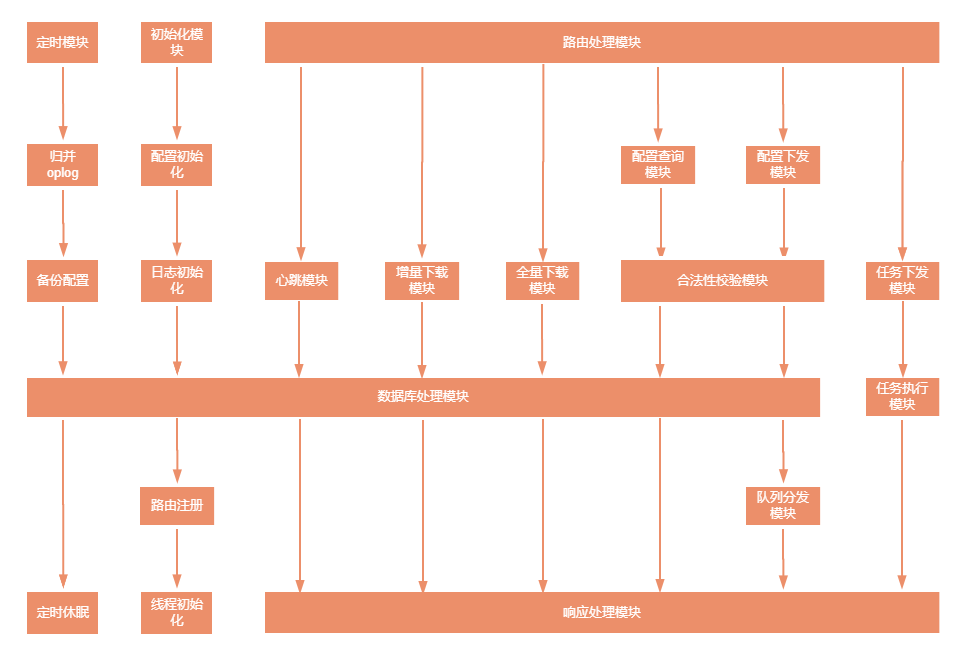 定时模块
初始化模
块
路由处理模块
归并
oplog
配置初始
化
配置查询
模块
配置下发
模块
备份配置
日志初始
化
心跳模块
增量下载
模块
全量下载
模块
合法性校验模块
任务下发
模块
数据库处理模块
任务执行
模块
路由注册
队列分发
模块
定时休眠
线程初始
化
响应处理模块